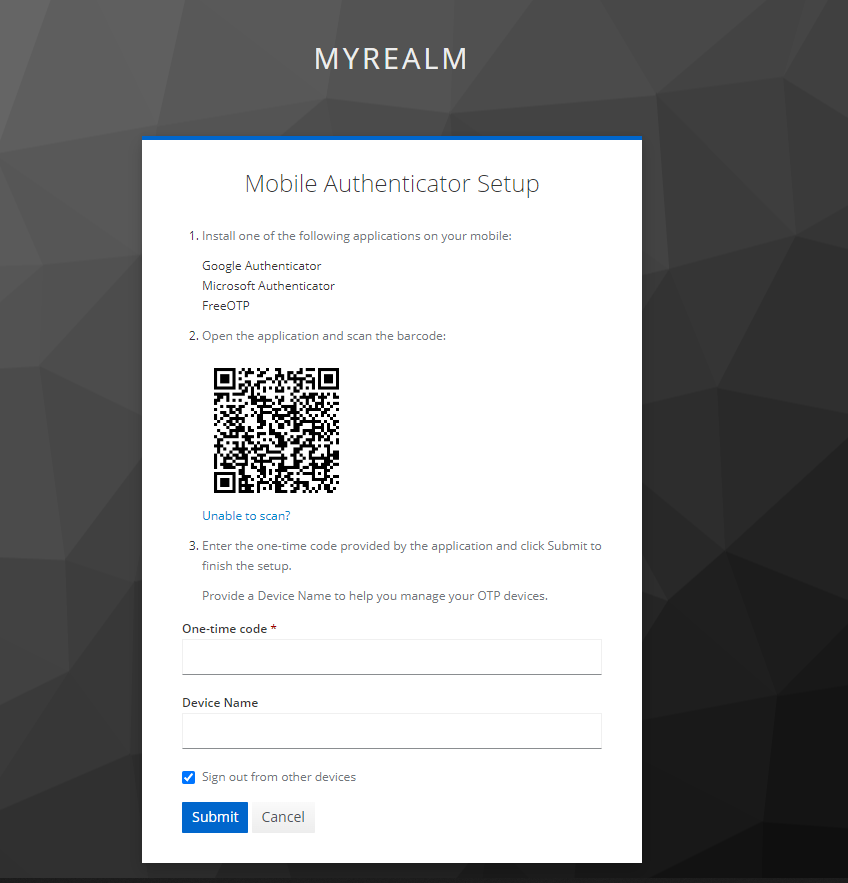 MYREALM
Mobile Authenticator Setup
1. Install one of the following applications on your mobile:
Google Authenticator
Microsoft Authenticator
FreeOTP
2. Open the application and scan the barcode:
Unable to scan?
3. Enter the one-time code provided by the application and click Submit to
finish the setup.
Provide a Device Name to help you manage your OTP devices.
One-time code *
Device Name
Sign out from other devices
Submit Cancel